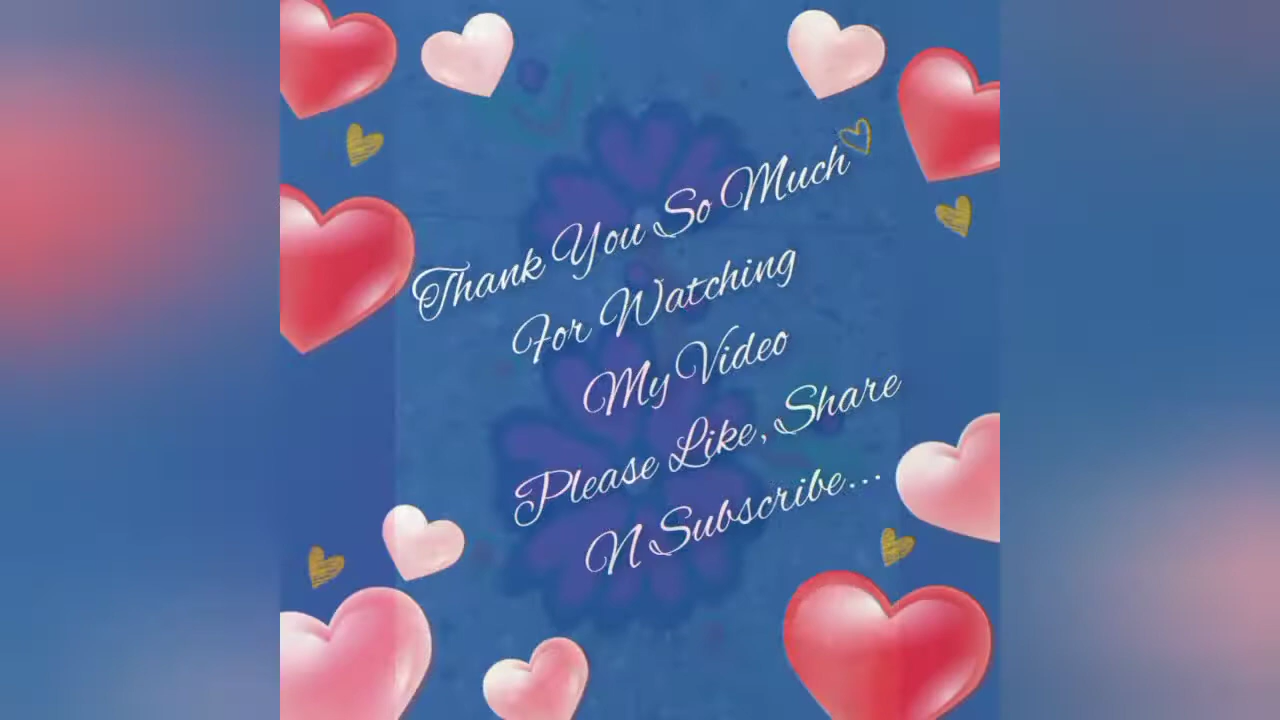 Thank You So Much
For Watching
My Video
Please Like, Share
N Subscribe...